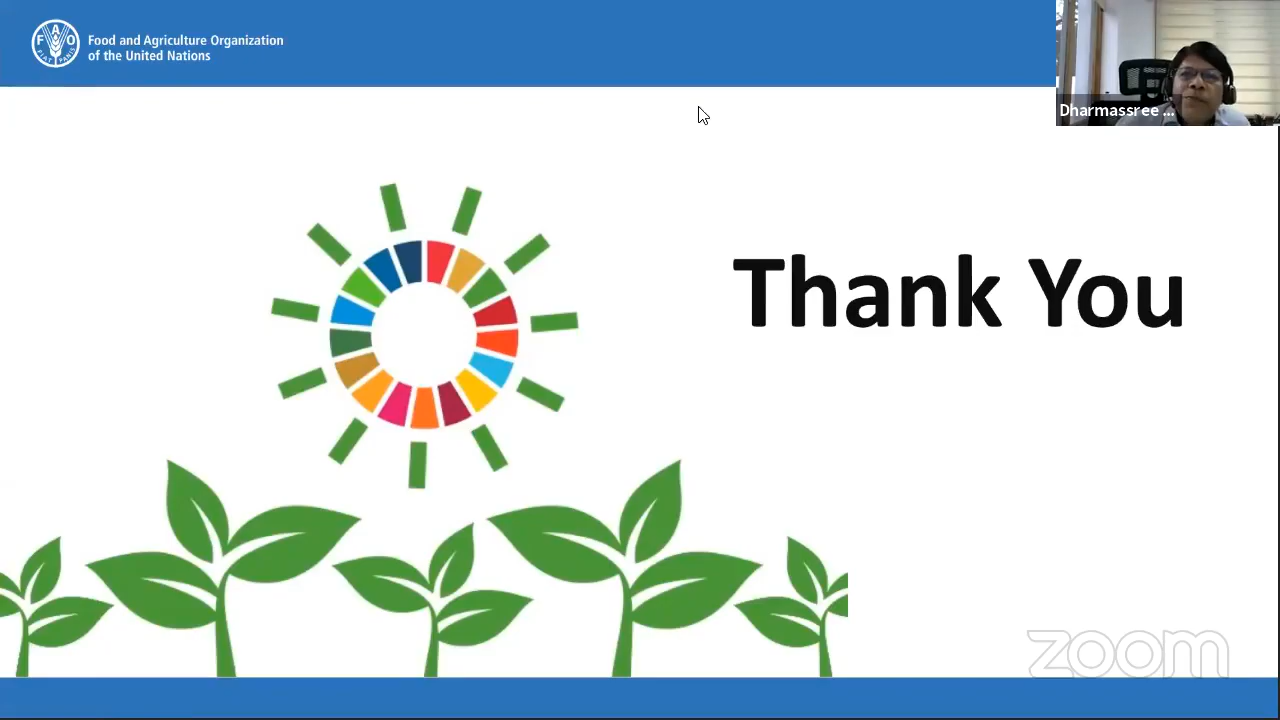 Food and Agriculture Organization
of the United Nations
Dharmassree ...
Thank You
zoom